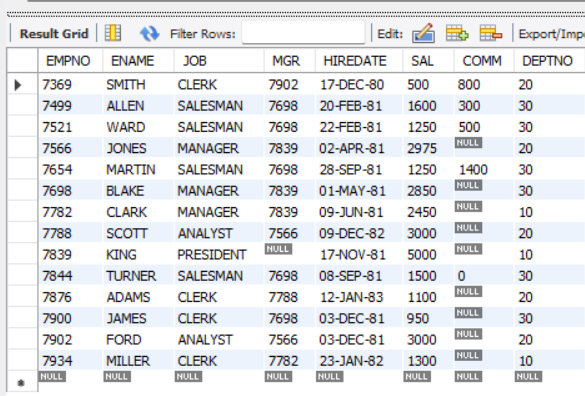 Result Grid Filter Rows: Edit: Export/Impo
EMPNO ENAME JOB MGR HIREDATE SAL COMM DEPTNO
7369 SMITH CLERK 7902 17-DEC-80 500 800 20
7499 ALLEN SALESMAN 7698 20-FEB-81 1600 300 30
7521 WARD SALESMAN 7698 22-FEB-81 1250 500 30
7566 JONES MANAGER 7839 02-APR-81 2975 NULL 20
7654 MARTIN SALESMAN 7698 28-SEP-81 1250 1400 30
7698 BLAKE MANAGER 7839 01-MAY-81 2850 NULL 30
7782 CLARK MANAGER 7839 09-JUN-81 2450 NULL 10
7788 SCOTT ANALYST 7566 09-DEC-82 3000 NULL 20
7839 KING PRESIDENT NULL 17-NOV-81 5000 NULL 10
7844 TURNER SALESMAN 7698 08-SEP-81 1500 0 30
7876 ADAMS CLERK 7788 12-JAN-83 1100 NULL 20
7900 JAMES CLERK 7698 03-DEC-81 950 NULL 30
7902 FORD ANALYST 7566 03-DEC-81 3000 NULL 20
7934 MILLER CLERK 7782 23-JAN-82 1300 NULL 10
NULL NULL NULL NULL NULL NULL NULL NULL